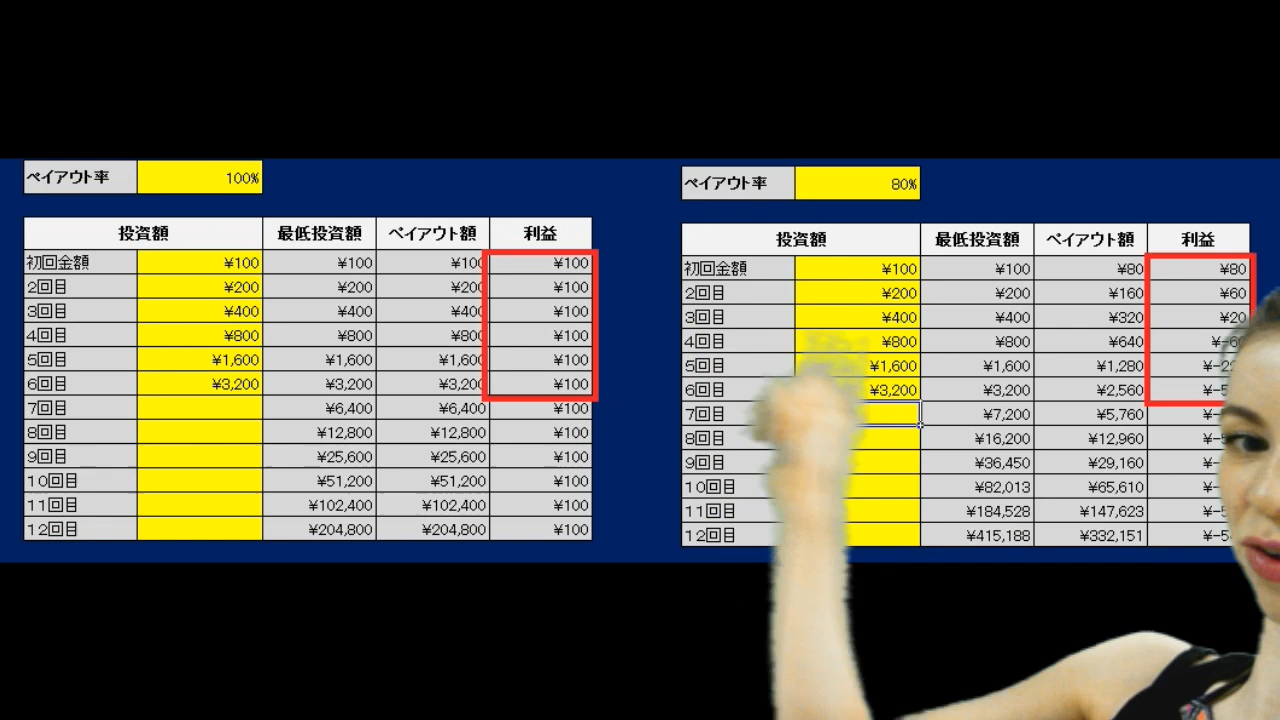 ペイアウト率 100%
投資額 最低投資額 ペイアウト額 利益
初回金額 ¥100 ¥100 ¥100 ¥100
2回目 ¥200 ¥200 ¥200 ¥100
3回目 ¥400 ¥400 ¥400 ¥100
4回目 ¥800 ¥800 ¥800 ¥100
5回目 ¥1,600 ¥1,600 ¥1,600 ¥100
6回目 ¥3,200 ¥3,200 ¥3,200 ¥100
7回目 ¥6,400 ¥6,400 ¥100
8回目 ¥12,800 ¥12,800 ¥100
9回目 ¥25,600 ¥25,600 ¥100
10回目 ¥51,200 ¥51,200 ¥100
11回目 ¥102,400 ¥102,400 ¥100
12回目 ¥204,800 ¥204,800 ¥100
ペイアウト率 80%
投資額 最低投資額 ペイアウト額 利益
初回金額 ¥100 ¥100 ¥80 ¥80
2回目 ¥200 ¥200 ¥160 ¥60
3回目 ¥400 ¥400 ¥320 ¥20
4回目 ¥800 ¥800 ¥640
5回目 ¥1,600 ¥1,600 ¥1,280
6回目 ¥3,200 ¥3,200 ¥2,560
7回目 ¥7,200 ¥5,760
8回目 ¥16,200 ¥12,960
9回目 ¥36,450 ¥29,160
10回目 ¥82,013 ¥65,610
11回目 ¥184,528 ¥147,623
12回目 ¥415,188 ¥332,151